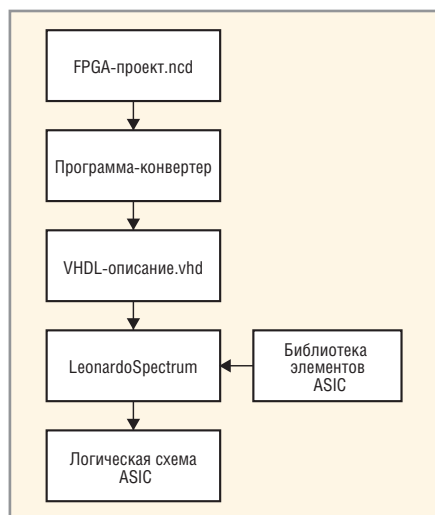 FPGA-проект.ncd
Программа-конвертер
VHDL-описание.vhd
LeonardoSpectrum
Библиотека
элементов
ASIC
Логическая схема
ASIC